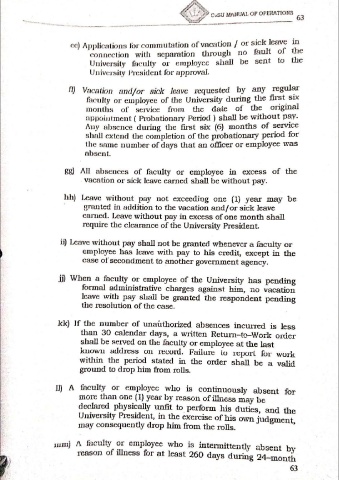 CoSU MANUAL OF OPERATIONS
63
ee) Applications for commutation of vacation / or sick leave in
connection with separation through no fault of the
University faculty or employee shall be sent to the
University President for approval.
ff) Vacation and/or sick leave requested by any regular
faculty or employee of the University during the first six
months of service from the date of the original
appointment ( Probationary Period ) shall be without pay.
Any absence during the first six (6) months of service
shall extend the completion of the probationary period for
the same number of days that an officer or employee was
absent.
gg) All absences of faculty or employee in excess of the
vacation or sick leave earned shall be without pay.
hh) Leave without pay not exceeding one (1) year may be
granted in addition to the vacation and/or sick leave
earned. Leave without pay in excess of one month shall
require the clearance of the University President.
ii) Leave without pay shall not be granted whenever a faculty or
employee has leave with pay to his credit, except in the
case of secondment to another government agency.
jj) When a faculty or employee of the University has pending
formal administrative charges against him, no vacation
leave with pay shall be granted the respondent pending
the resolution of the case.
kk) If the number of unauthorized absences incurred is less
than 30 calendar days, a written Return-to-Work order
shall be served on the faculty or employee at the last
known address on record. Failure to report for work
within the period stated in the order shall be a valid
ground to drop him from rolls.
ll) A faculty or employee who is continuously absent for
more than one (1) year by reason of illness may be
declared physically unfit to perform his duties, and the
University President, in the exercise of his own judgment,
may consequently drop him from the rolls.
mm) A faculty or employee who is intermittently absent by
reason of illness for at least 260 days during 24-month
63